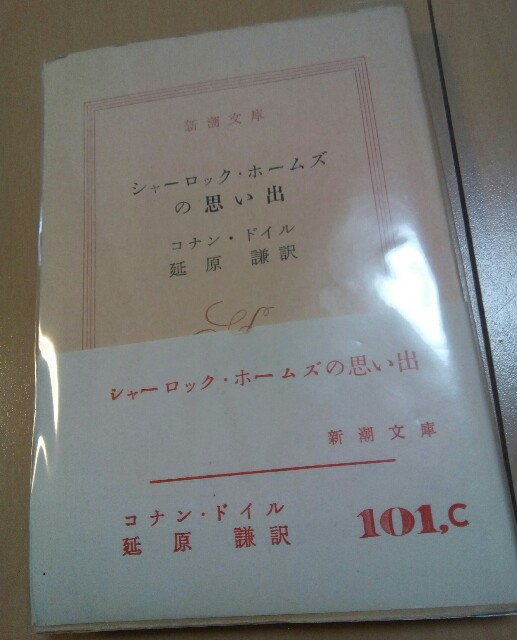 新潮文庫
シャーロック・ホームズ
の思い出
コナン・ドイル
延原 謙訳
シャーロック・ホームズの思い出
新潮文庫
コナン・ドイル
延原 謙訳
101,C